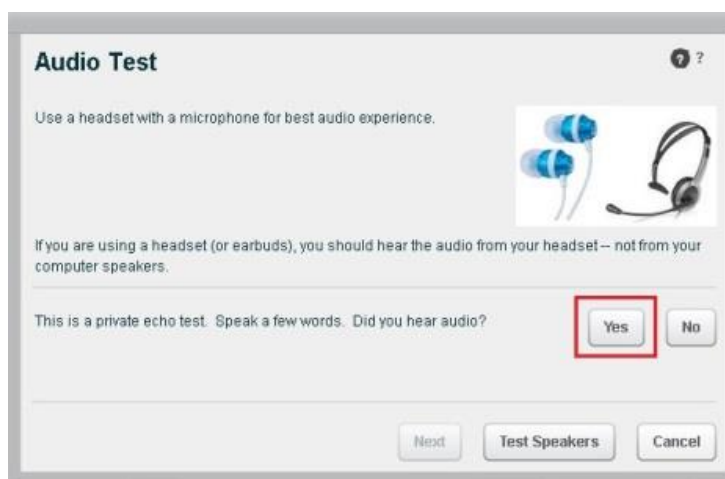 Audio Test
?
Use a headset with a microphone for best audio experience.
If you are using a headset (or earbuds), you should hear the audio from your headset -- not from your
computer speakers.
This is a private echo test. Speak a few words. Did you hear audio?
Yes
No
Next
Test Speakers
Cancel